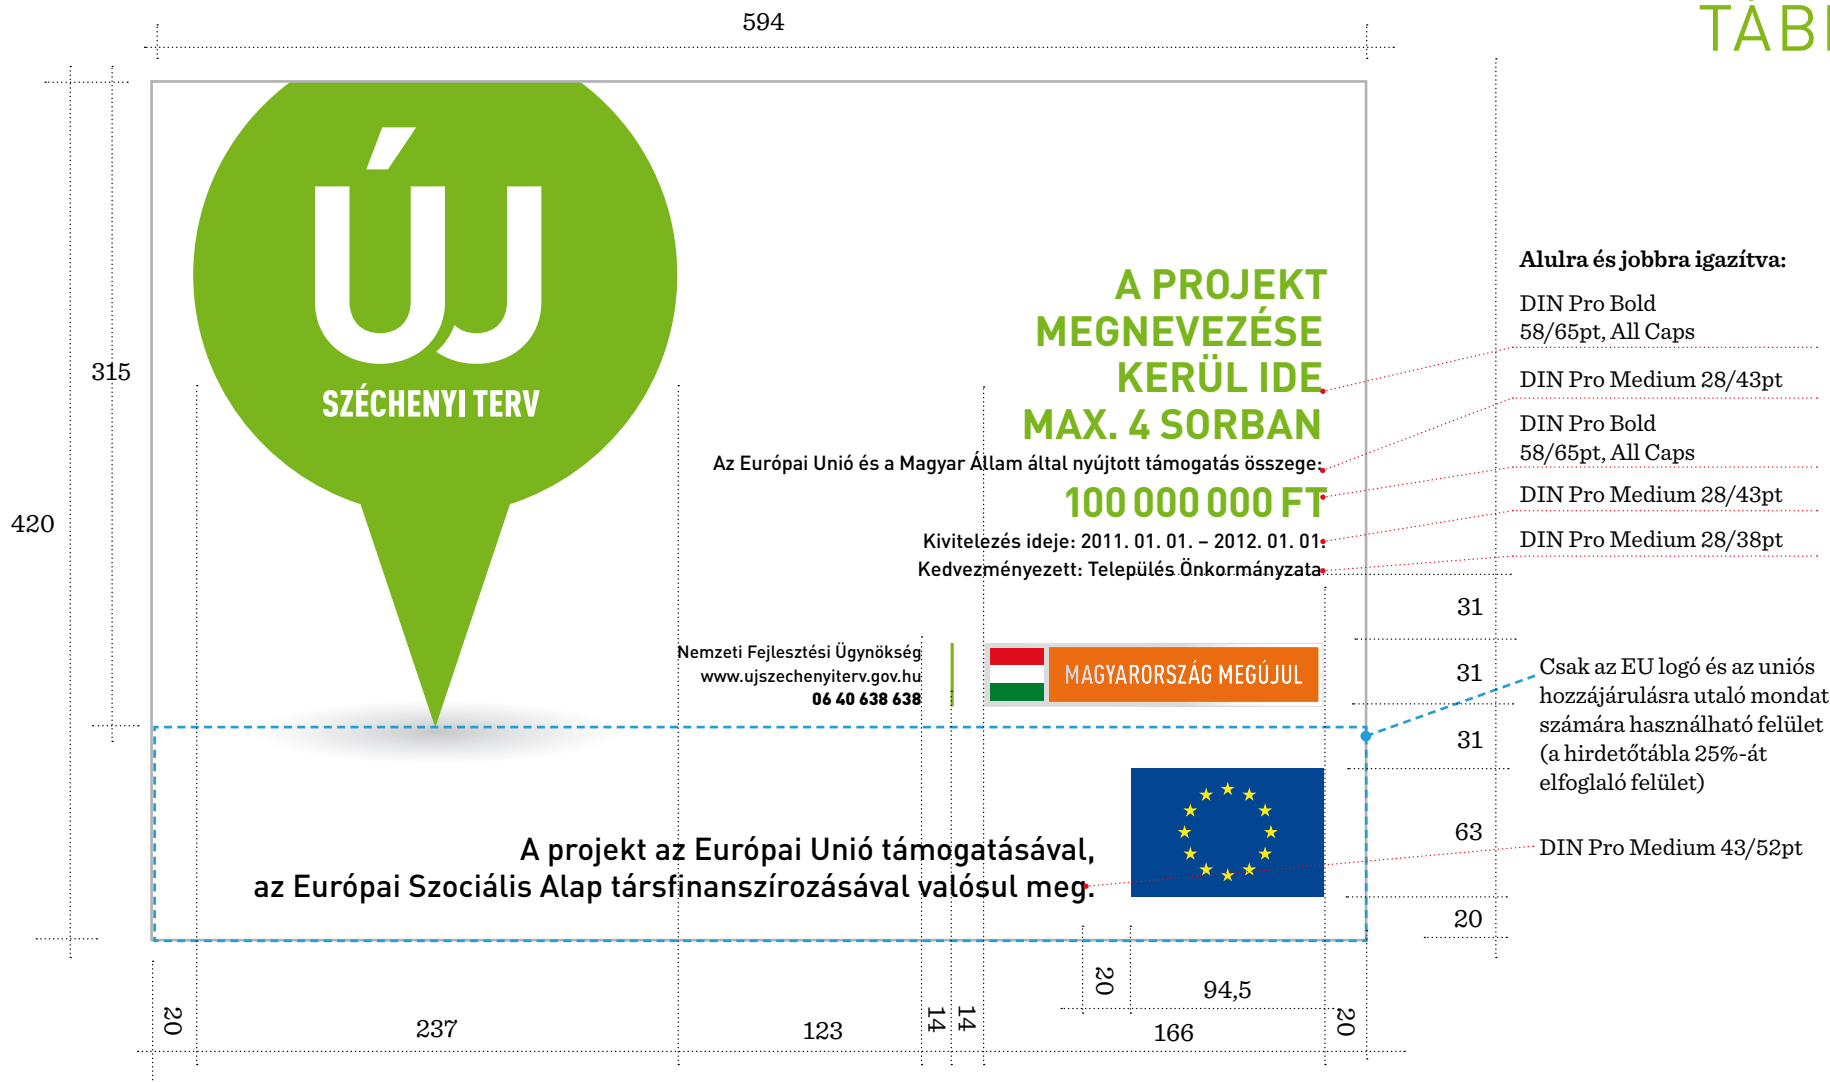 594
TÁB
315
420
ÚJ
SZÉCHENYI TERV
A PROJEKT
MEGNEVEZÉSE
KERÜL IDE
MAX. 4 SORBAN
Az Európai Unió és a Magyar Állam által nyújtott támogatás összege:
100 000 000 FT
Kivitelezés ideje: 2011. 01. 01. – 2012. 01. 01.
Kedvezményezett: Település Önkormányzata
Nemzeti Fejlesztési Ügynökség
www.ujszechenyiterv.gov.hu
06 40 638 638
MAGYARORSZÁG MEGÚJUL
A projekt az Európai Unió támogatásával,
az Európai Szociális Alap társfinanszírozásával valósul meg.
Alulra és jobbra igazítva:
DIN Pro Bold
58/65pt, All Caps
DIN Pro Medium 28/43pt
DIN Pro Bold
58/65pt, All Caps
DIN Pro Medium 28/43pt
DIN Pro Medium 28/38pt
31
31
31
63
20
Csak az EU logó és az uniós
hozzájárulásra utaló mondat
számára használható felület
(a hirdetőtábla 25%-át
elfoglaló felület)
DIN Pro Medium 43/52pt
20
94,5
20
237
123
14
14
166
20